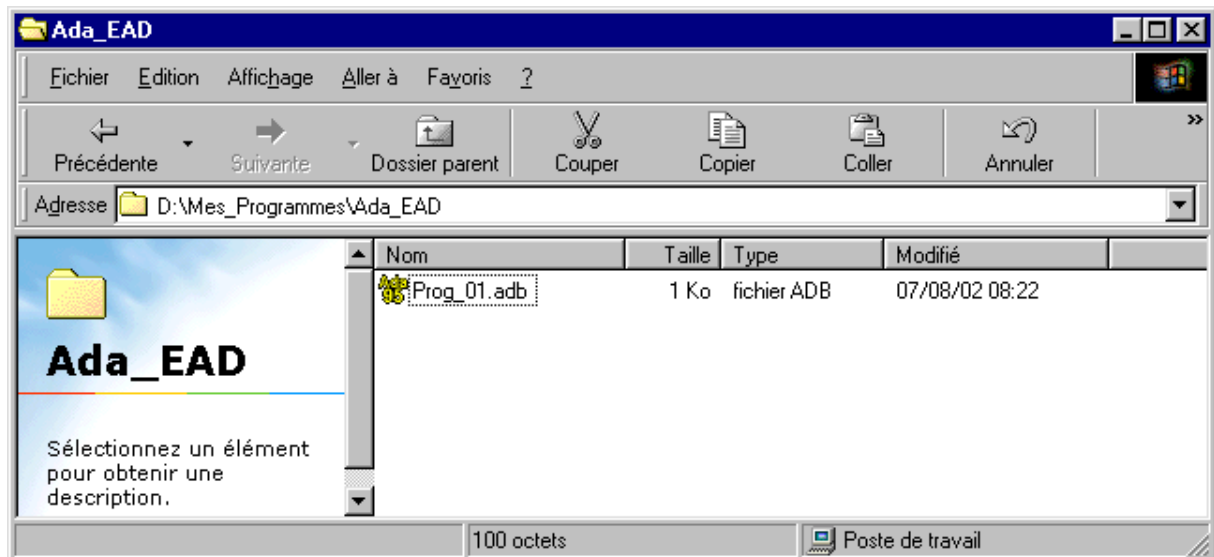 Ada_EAD
Fichier Edition Affichage Aller à Favoris ?
Précédente Suivante Dossier parent Couper Copier Coller Annuler »
Adresse D:\Mes_Programmes\Ada_EAD
Nom Taille Type Modifié
Ada 95 Prog_01.adb 1 Ko fichier ADB 07/08/02 08:22
Ada_EAD
Sélectionnez un élément
pour obtenir une
description.
100 octets Poste de travail